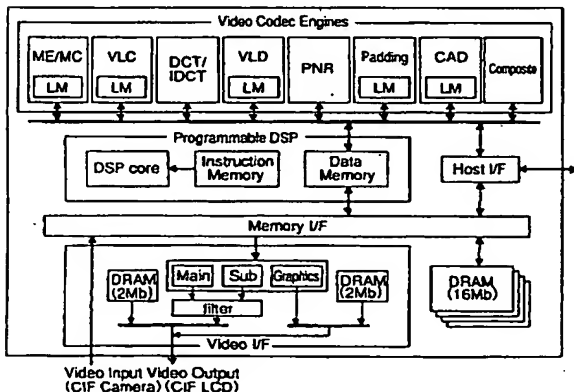 Video Codec Engines
ME/MC VLC DCT/ VLD PNR Padding CAD Composite
IDCT
LM LM LM LM LM
Programmable DSP
DSP core Instruction Data Host I/F
Memory Memory
Memory I/F
Main Sub Graphics
DRAM DRAM DRAM
(2Mb) (2Mb) (16Mb)
filter
Video I/F
Video Input Video Output
(CIF Camera) (CIF LCD)